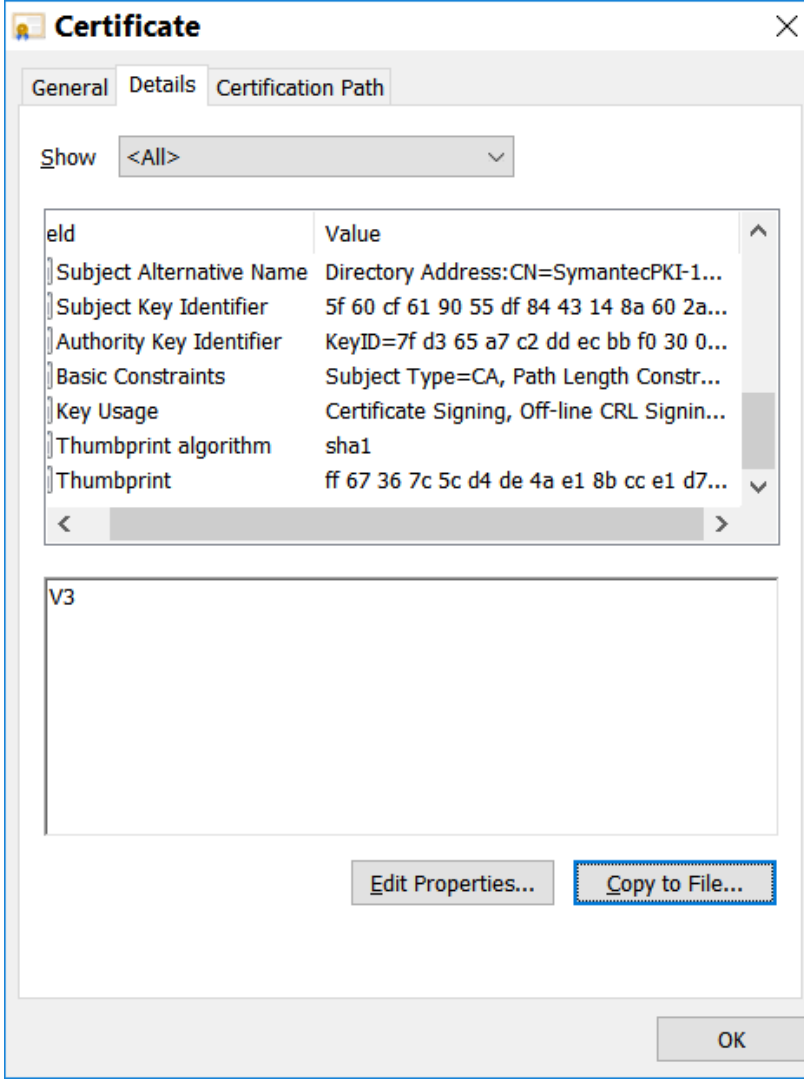 Certificate
General Details Certification Path
Show <All>
eld Value
Subject Alternative Name Directory Address:CN=SymantecPKI-1...
Subject Key Identifier 5f 60 cf 61 90 55 df 84 43 14 8a 60 2a...
Authority Key Identifier KeyID=7f d3 65 a7 c2 dd ec bb f0 30 0...
Basic Constraints Subject Type=CA, Path Length Constr...
Key Usage Certificate Signing, Off-line CRL Signin...
Thumbprint algorithm sha1
Thumbprint ff 67 36 7c 5c d4 de 4a e1 8b cc e1 d7...
V3
Edit Properties... Copy to File...
OK